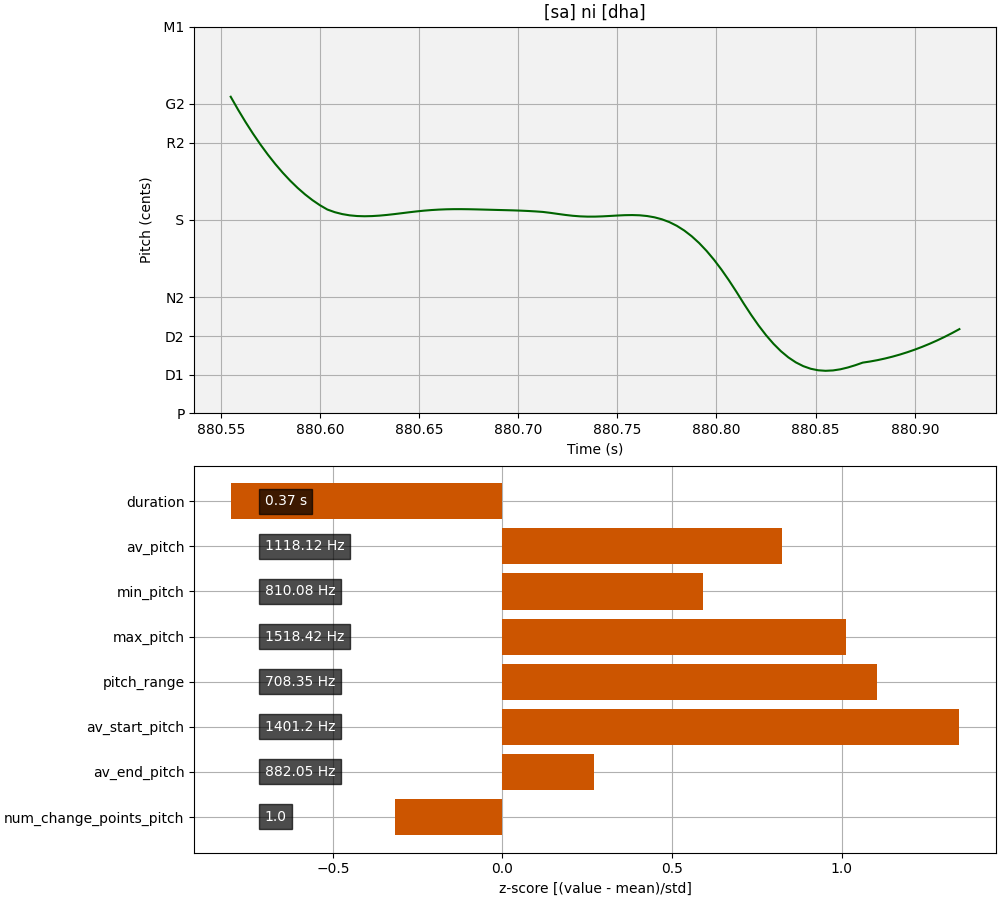 [sa] ni [dha]
M1
G2
R2
S
N2
D2
D1
P
Pitch (cents)
880.55 880.60 880.65 880.70 880.75 880.80 880.85 880.90
Time (s)
duration 0.37 s
av_pitch 1118.12 Hz
min_pitch 810.08 Hz
max_pitch 1518.42 Hz
pitch_range 708.35 Hz
av_start_pitch 1401.2 Hz
av_end_pitch 882.05 Hz
num_change_points_pitch 1.0
−0.5 0.0 0.5 1.0
z-score [(value - mean)/std]